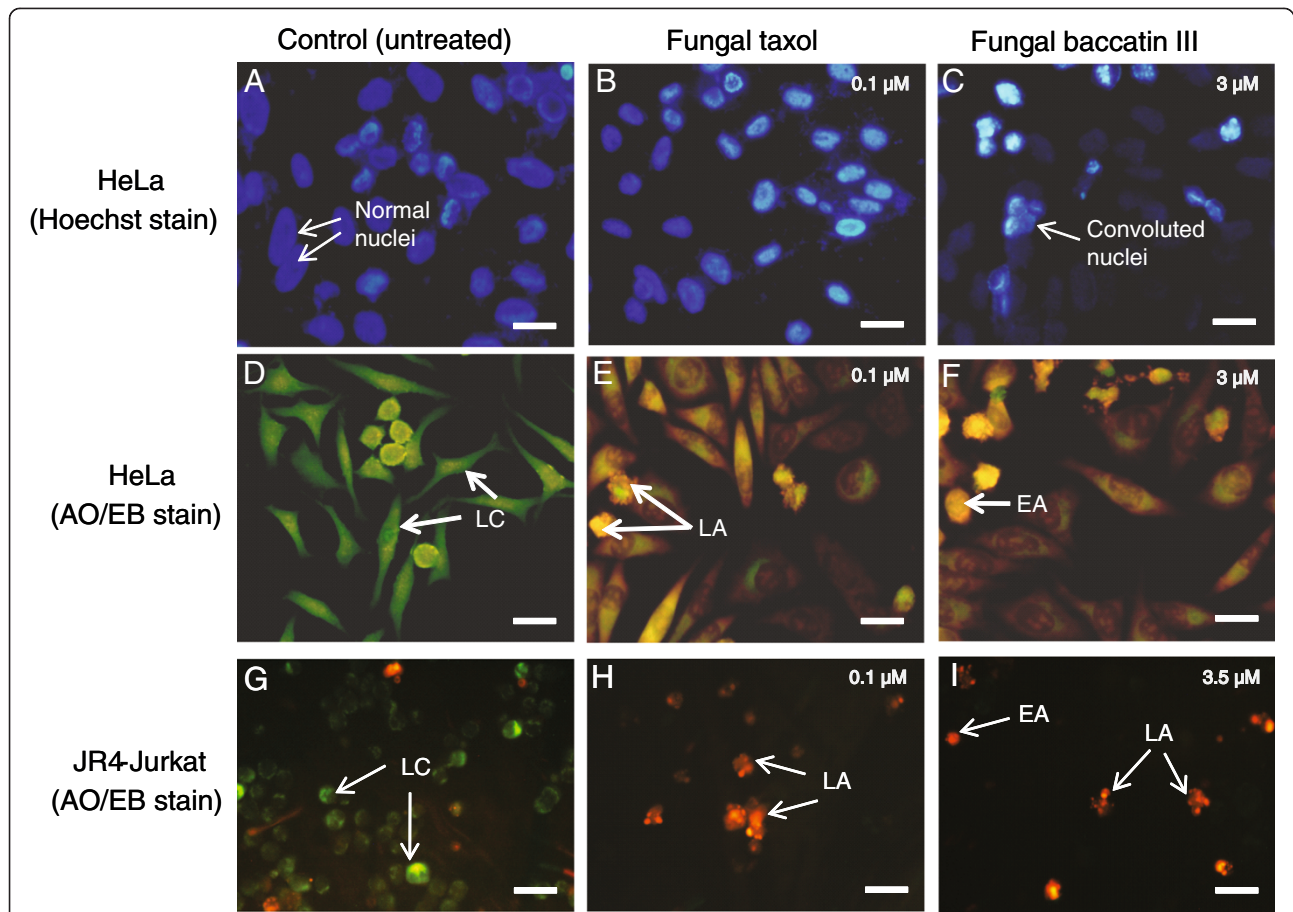 Control (untreated)
Fungal taxol
Fungal baccatin III
HeLa
(Hoechst stain)
A
Normal
nuclei
B
0.1 µM
C
3 µM
Convoluted
nuclei
HeLa
(AO/EB stain)
D
LC
E
0.1 µM
LA
F
3 µM
EA
JR4-Jurkat
(AO/EB stain)
G
LC
H
0.1 µM
LA
I
3.5 µM
EA
LA